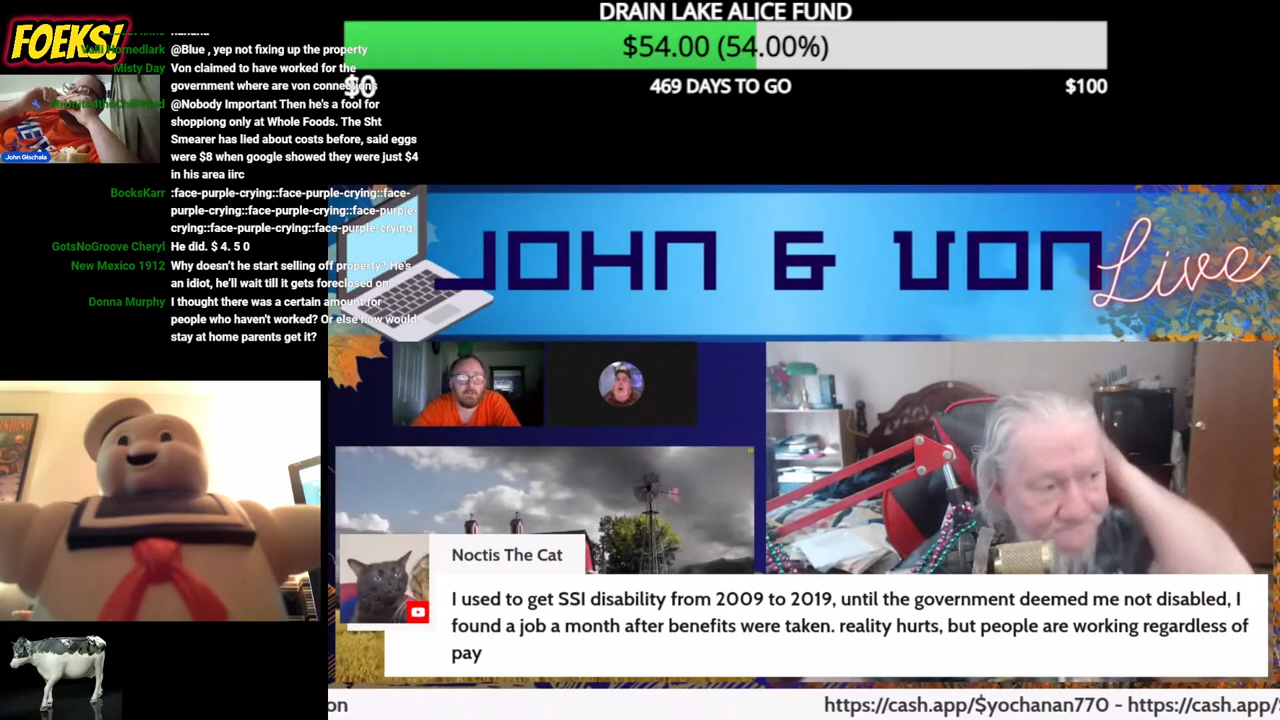 DRAIN LAKE ALICE FUND
$54.00 (54.00%)
$0
469 DAYS TO GO
$100
FOEKS!
John Gischala
Hornedlark @Blue , yep not fixing up the property
Misty Day Von claimed to have worked for the
government where are von connections
@Nobody Important Then he's a fool for
shoppiong only at Whole Foods. The Sht
Smearer has lied about costs before, said eggs
were $8 when google showed they were just $4
in his area iirc
BocksKarr :face-purple-crying::face-purple-crying::face-
purple-crying::face-purple-crying::face-purple-
crying::face-purple-crying::face-purple-crying:
GotsNoGroove Cheryl He did. $ 4. 5 0
New Mexico 1912 Why doesn't he start selling off property? He's
an idiot, he'll wait till it gets foreclosed on
Donna Murphy I thought there was a certain amount for
people who haven't worked? Or else how would
stay at home parents get it?
JOHN & VON Live
Noctis The Cat
I used to get SSI disability from 2009 to 2019, until the government deemed me not disabled, I
found a job a month after benefits were taken. reality hurts, but people are working regardless of
pay
on
https://cash.app/$yochanan770 - https://cash.app/